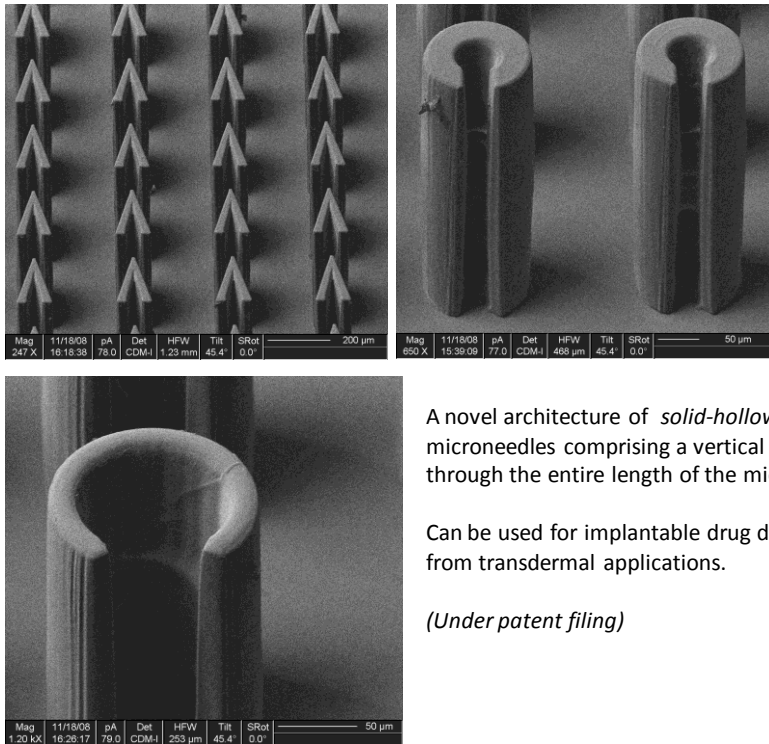 Mag 11/18/08 pA Det HFW Tilt SRot 200 µm
247 X 16:18:38 78.0 CDM-I 1.23 mm 45.4° 0.0°
Mag 11/18/08 pA Det HFW Tilt SRot 50 µm
650 X 15:39:09 77.0 CDM-I 468 µm 45.4° 0.0°
A novel architecture of solid-hollow
microneedles comprising a vertical
through the entire length of the mi
Can be used for implantable drug d
from transdermal applications.
(Under patent filing)
Mag 11/18/08 pA Det HFW Tilt SRot 50 µm
1.20 kX 16:26:17 79.0 CDM-I 253 µm 45.4° 0.0°